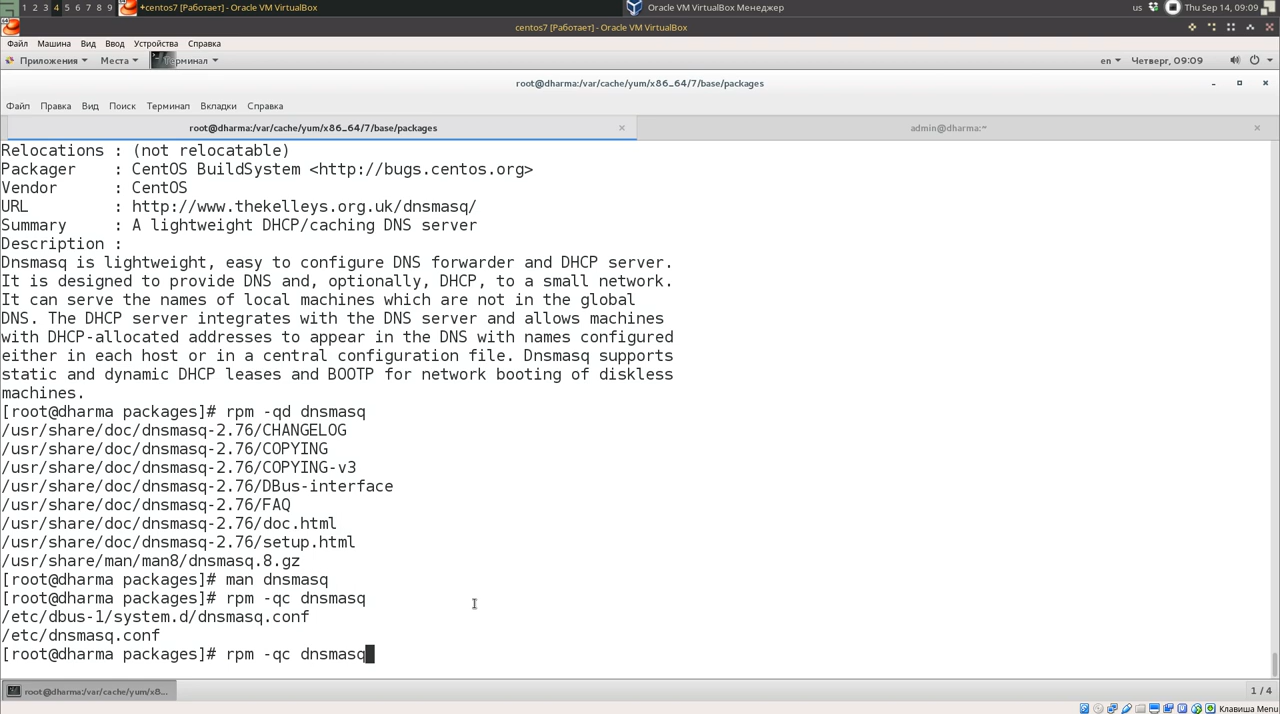 1 2 3 4 5 6 7 8 9
*centos7 [Работает] - Oracle VM VirtualBox
Oracle VM VirtualBox Менеджер
us
Thu Sep 14, 09:09
centos7 [Работает] - Oracle VM VirtualBox
Файл Машина Вид Ввод Устройства Справка
Приложения Места Терминал
en Четверг, 09:09
root@dharma:/var/cache/yum/x86_64/7/base/packages
Файл Правка Вид Поиск Терминал Вкладки Справка
root@dharma:/var/cache/yum/x86_64/7/base/packages
admin@dharma:~
Relocations : (not relocatable)
Packager    : CentOS BuildSystem <http://bugs.centos.org>
Vendor      : CentOS
URL         : http://www.thekelleys.org.uk/dnsmasq/
Summary     : A lightweight DHCP/caching DNS server
Description :
Dnsmasq is lightweight, easy to configure DNS forwarder and DHCP server.
It is designed to provide DNS and, optionally, DHCP, to a small network.
It can serve the names of local machines which are not in the global
DNS. The DHCP server integrates with the DNS server and allows machines
with DHCP-allocated addresses to appear in the DNS with names configured
either in each host or in a central configuration file. Dnsmasq supports
static and dynamic DHCP leases and BOOTP for network booting of diskless
machines.
[root@dharma packages]# rpm -qd dnsmasq
/usr/share/doc/dnsmasq-2.76/CHANGELOG
/usr/share/doc/dnsmasq-2.76/COPYING
/usr/share/doc/dnsmasq-2.76/COPYING-v3
/usr/share/doc/dnsmasq-2.76/DBus-interface
/usr/share/doc/dnsmasq-2.76/FAQ
/usr/share/doc/dnsmasq-2.76/doc.html
/usr/share/doc/dnsmasq-2.76/setup.html
/usr/share/man/man8/dnsmasq.8.gz
[root@dharma packages]# man dnsmasq
[root@dharma packages]# rpm -qc dnsmasq
/etc/dbus-1/system.d/dnsmasq.conf
/etc/dnsmasq.conf
[root@dharma packages]# rpm -qc dnsmasq
root@dharma:/var/cache/yum/x8...
1 / 4
Клавиша Menu